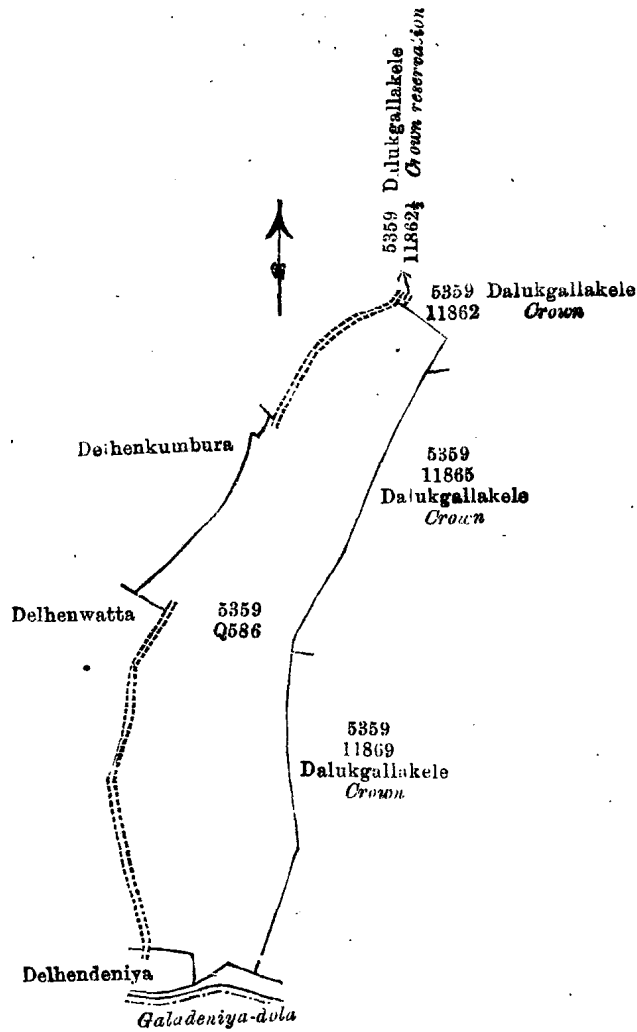 5359 Dalukgallakele
11862½ Crown reservation
5359 Dalukgallakele
11862 Crown
Delhenkumbura
5359
11865
Dalukgallakele
Crown
Delhenwatta
5359
Q586
5359
11869
Dalukgallakele
Crown
Delhendeniya
Galadeniya-dola